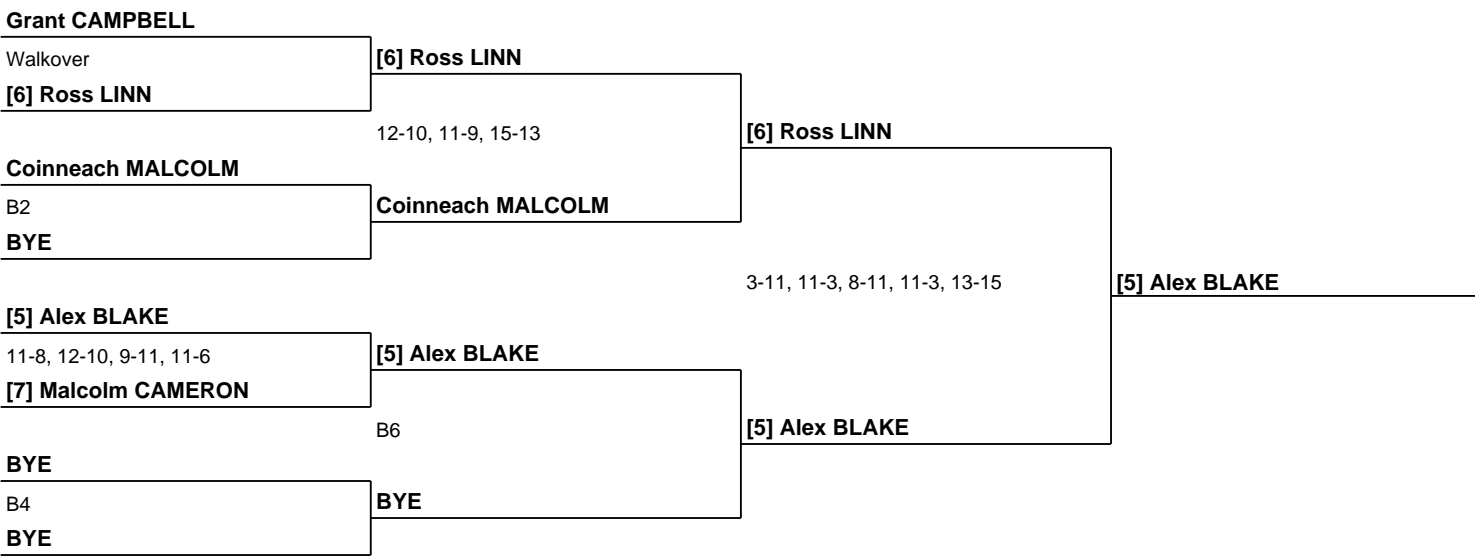 Grant CAMPBELL
Walkover
[6] Ross LINN
[6] Ross LINN
12-10, 11-9, 15-13
[6] Ross LINN
Coinneach MALCOLM
B2
Coinneach MALCOLM
BYE
3-11, 11-3, 8-11, 11-3, 13-15
[5] Alex BLAKE
[5] Alex BLAKE
11-8, 12-10, 9-11, 11-6
[5] Alex BLAKE
[7] Malcolm CAMERON
B6
[5] Alex BLAKE
BYE
B4
BYE
BYE